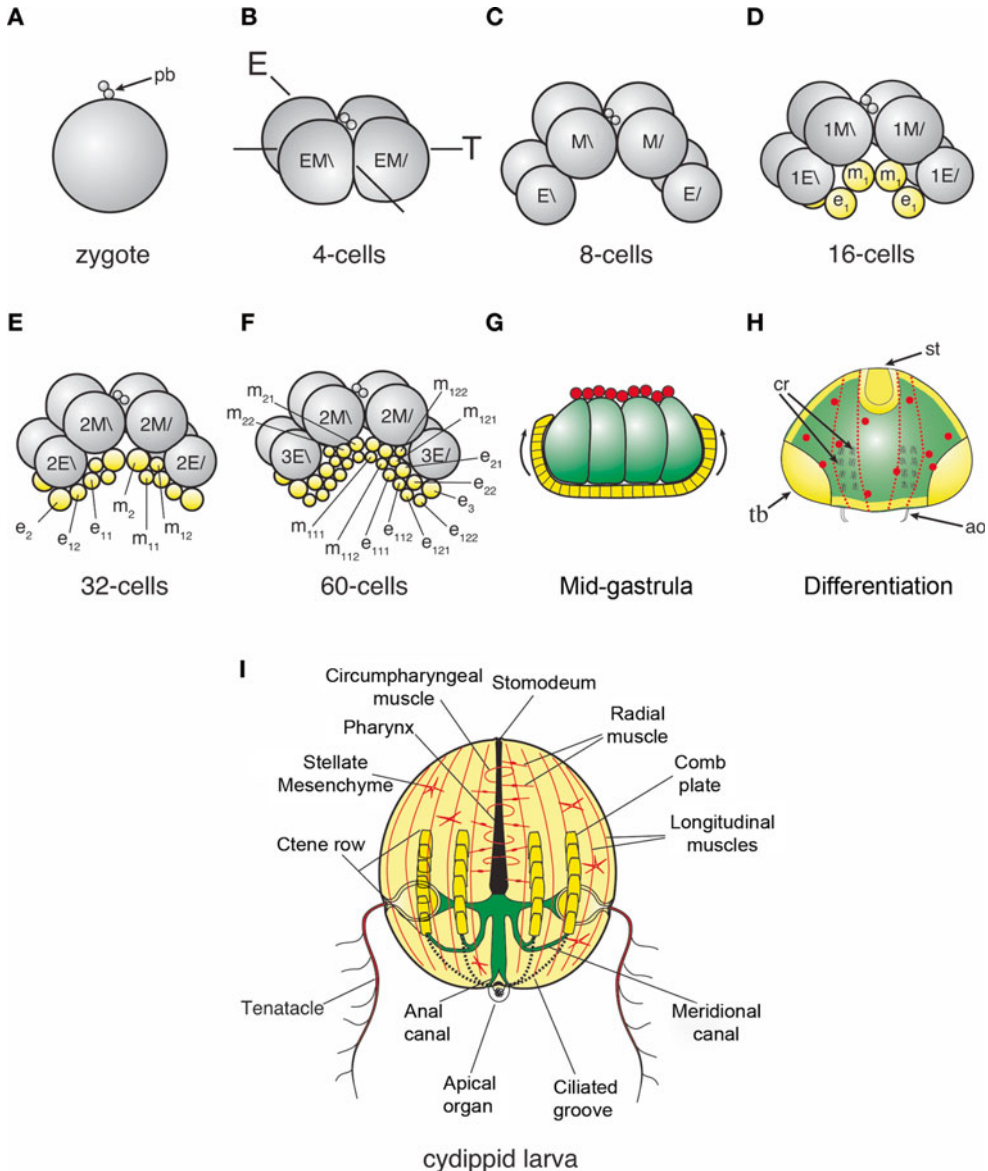 A
B
C
D
pb
E
T
EM\
EM/
M\
M/
E\
E/
1M\
1M/
1E\
1E/
m1
m1
e1
e1
zygote
4-cells
8-cells
16-cells
E
F
G
H
2M\
2M/
2E\
2E/
e2
e12
e11
m2
m11
m12
m21
m22
m122
m121
2M\
2M/
3E\
3E/
e21
e22
e3
m111
m112
e111
e112
e121
e122
st
cr
tb
ao
32-cells
60-cells
Mid-gastrula
Differentiation
I
Circumpharyngeal
muscle
Stomodeum
Pharynx
Radial
muscle
Stellate
Mesenchyme
Comb
plate
Ctene row
Longitudinal
muscles
Tenatacle
Anal
canal
Meridional
canal
Apical
organ
Ciliated
groove
cydippid larva